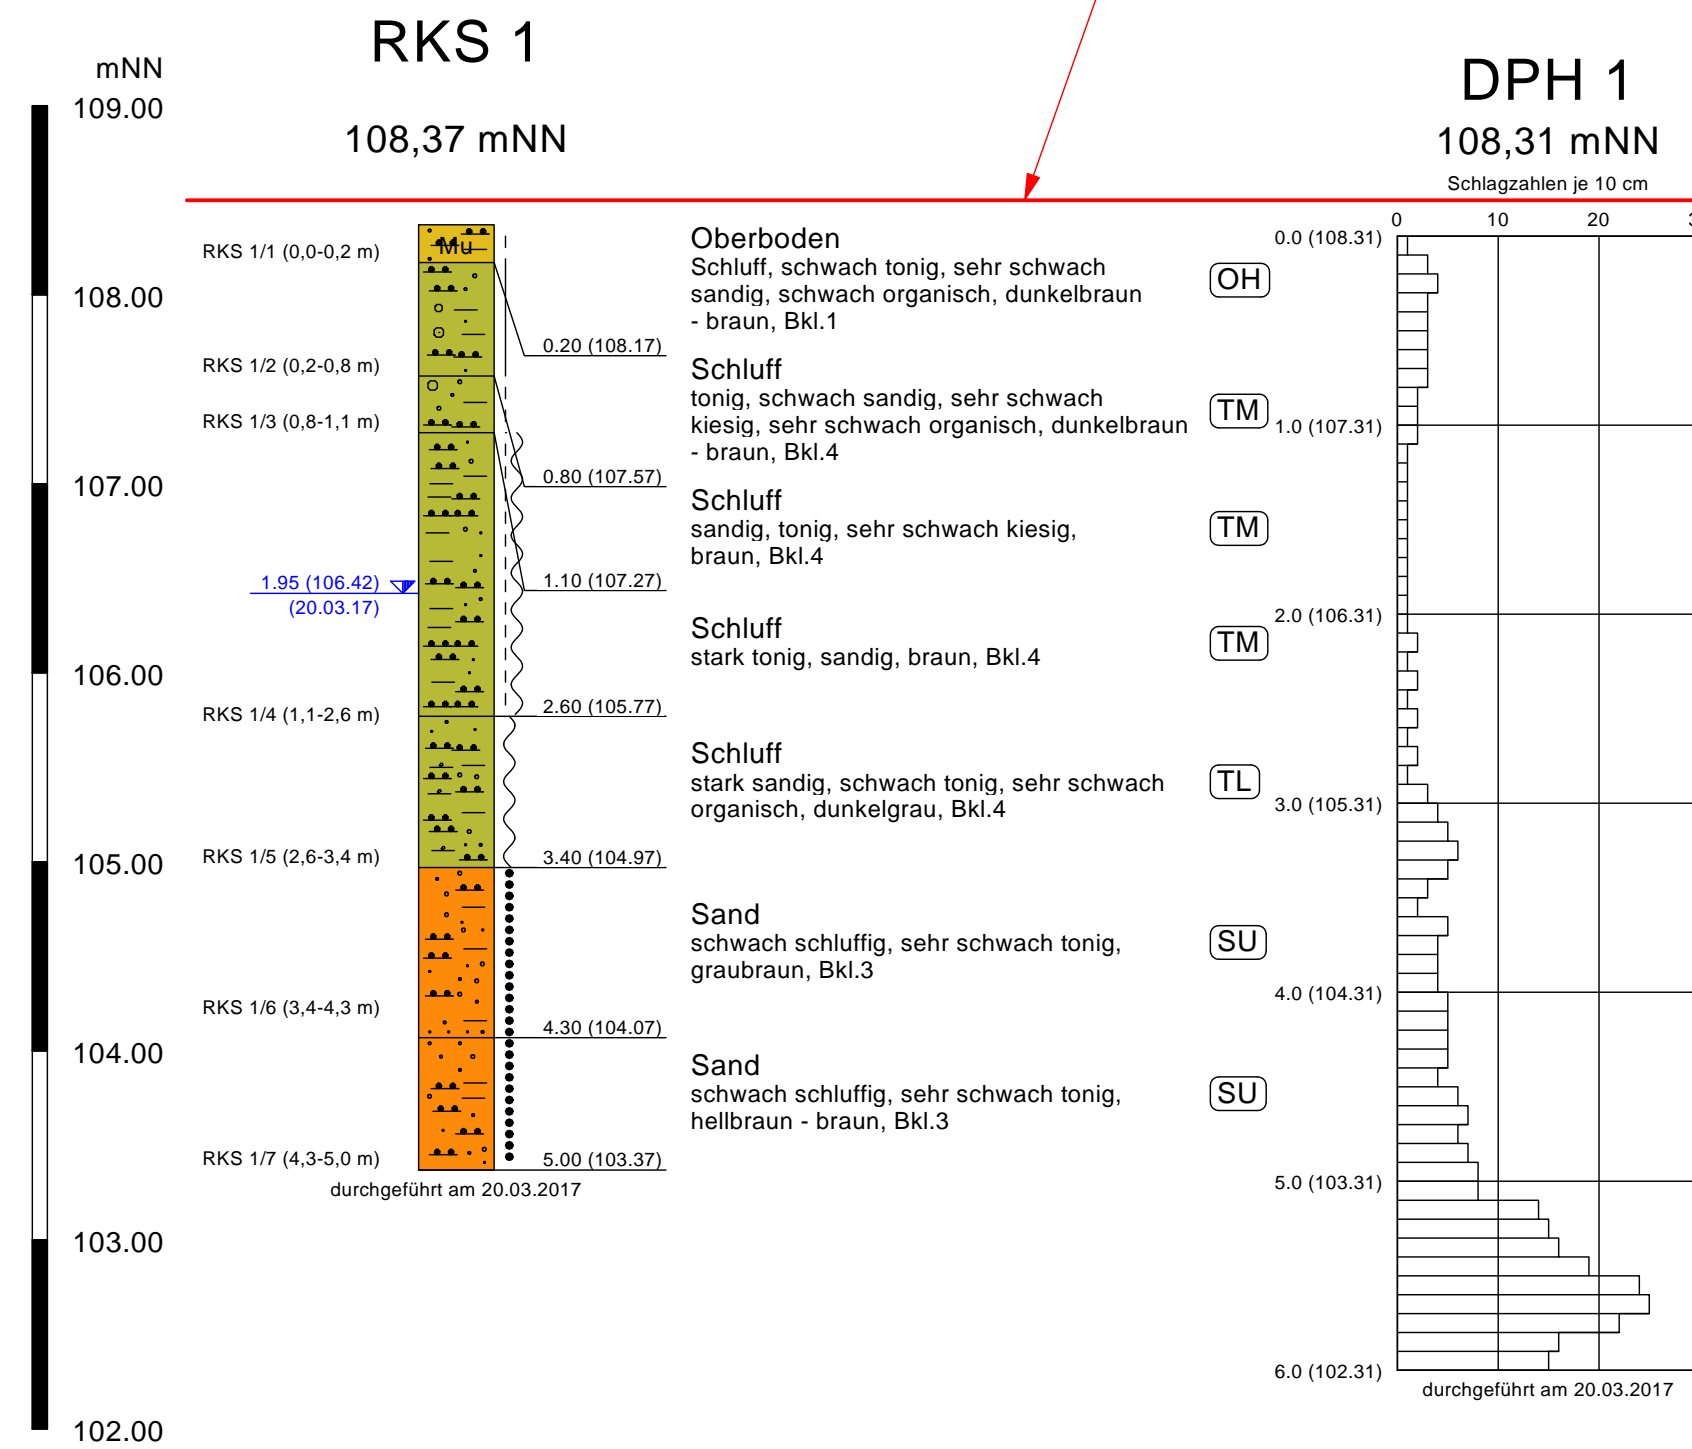 RKS 1
108,37 mNN
mNN
109.00
108.00
107.00
106.00
105.00
104.00
103.00
102.00
RKS 1/1 (0,0-0,2 m)
RKS 1/2 (0,2-0,8 m)
RKS 1/3 (0,8-1,1 m)
1.95 (106.42)
(20.03.17)
RKS 1/4 (1,1-2,6 m)
RKS 1/5 (2,6-3,4 m)
RKS 1/6 (3,4-4,3 m)
RKS 1/7 (4,3-5,0 m)
Mu
0.20 (108.17)
0.80 (107.57)
1.10 (107.27)
2.60 (105.77)
3.40 (104.97)
4.30 (104.07)
5.00 (103.37)
durchgeführt am 20.03.2017
Oberboden
Schluff, schwach tonig, sehr schwach
sandig, schwach organisch, dunkelbraun
- braun, Bkl.1
OH
Schluff
tonig, schwach sandig, sehr schwach
kiesig, sehr schwach organisch, dunkelbraun
- braun, Bkl.4
TM
Schluff
sandig, tonig, sehr schwach kiesig,
braun, Bkl.4
TM
Schluff
stark tonig, sandig, braun, Bkl.4
TM
Schluff
stark sandig, schwach tonig, sehr schwach
organisch, dunkelgrau, Bkl.4
TL
Sand
schwach schluffig, sehr schwach tonig,
graubraun, Bkl.3
SU
Sand
schwach schluffig, sehr schwach tonig,
hellbraun - braun, Bkl.3
SU
DPH 1
108,31 mNN
Schlagzahlen je 10 cm
0 10 20
0.0 (108.31)
1.0 (107.31)
2.0 (106.31)
3.0 (105.31)
4.0 (104.31)
5.0 (103.31)
6.0 (102.31)
durchgeführt am 20.03.2017